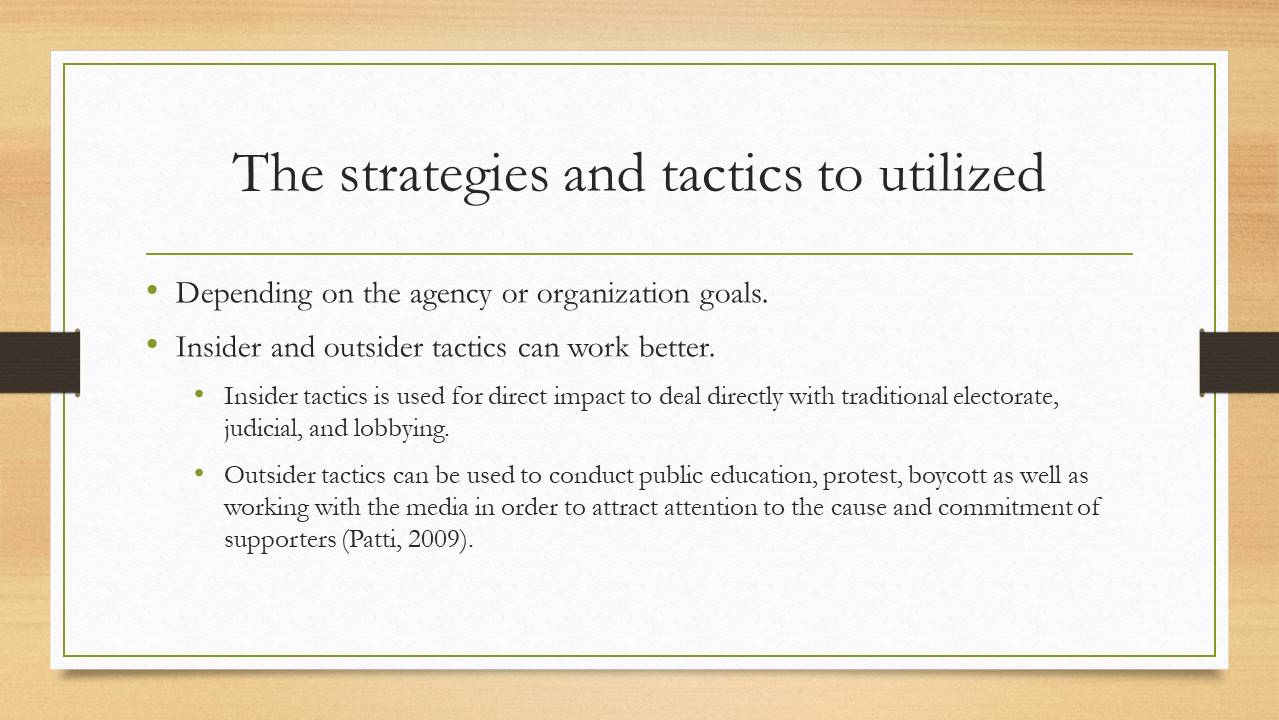 The strategies and tactics to utilized
• Depending on the agency or organization goals.
• Insider and outsider tactics can work better.
• Insider tactics is used for direct impact to deal directly with traditional electorate,
judicial, and lobbying.
• Outsider tactics can be used to conduct public education, protest, boycott as well as
working with the media in order to attract attention to the cause and commitment of
supporters (Patti, 2009).